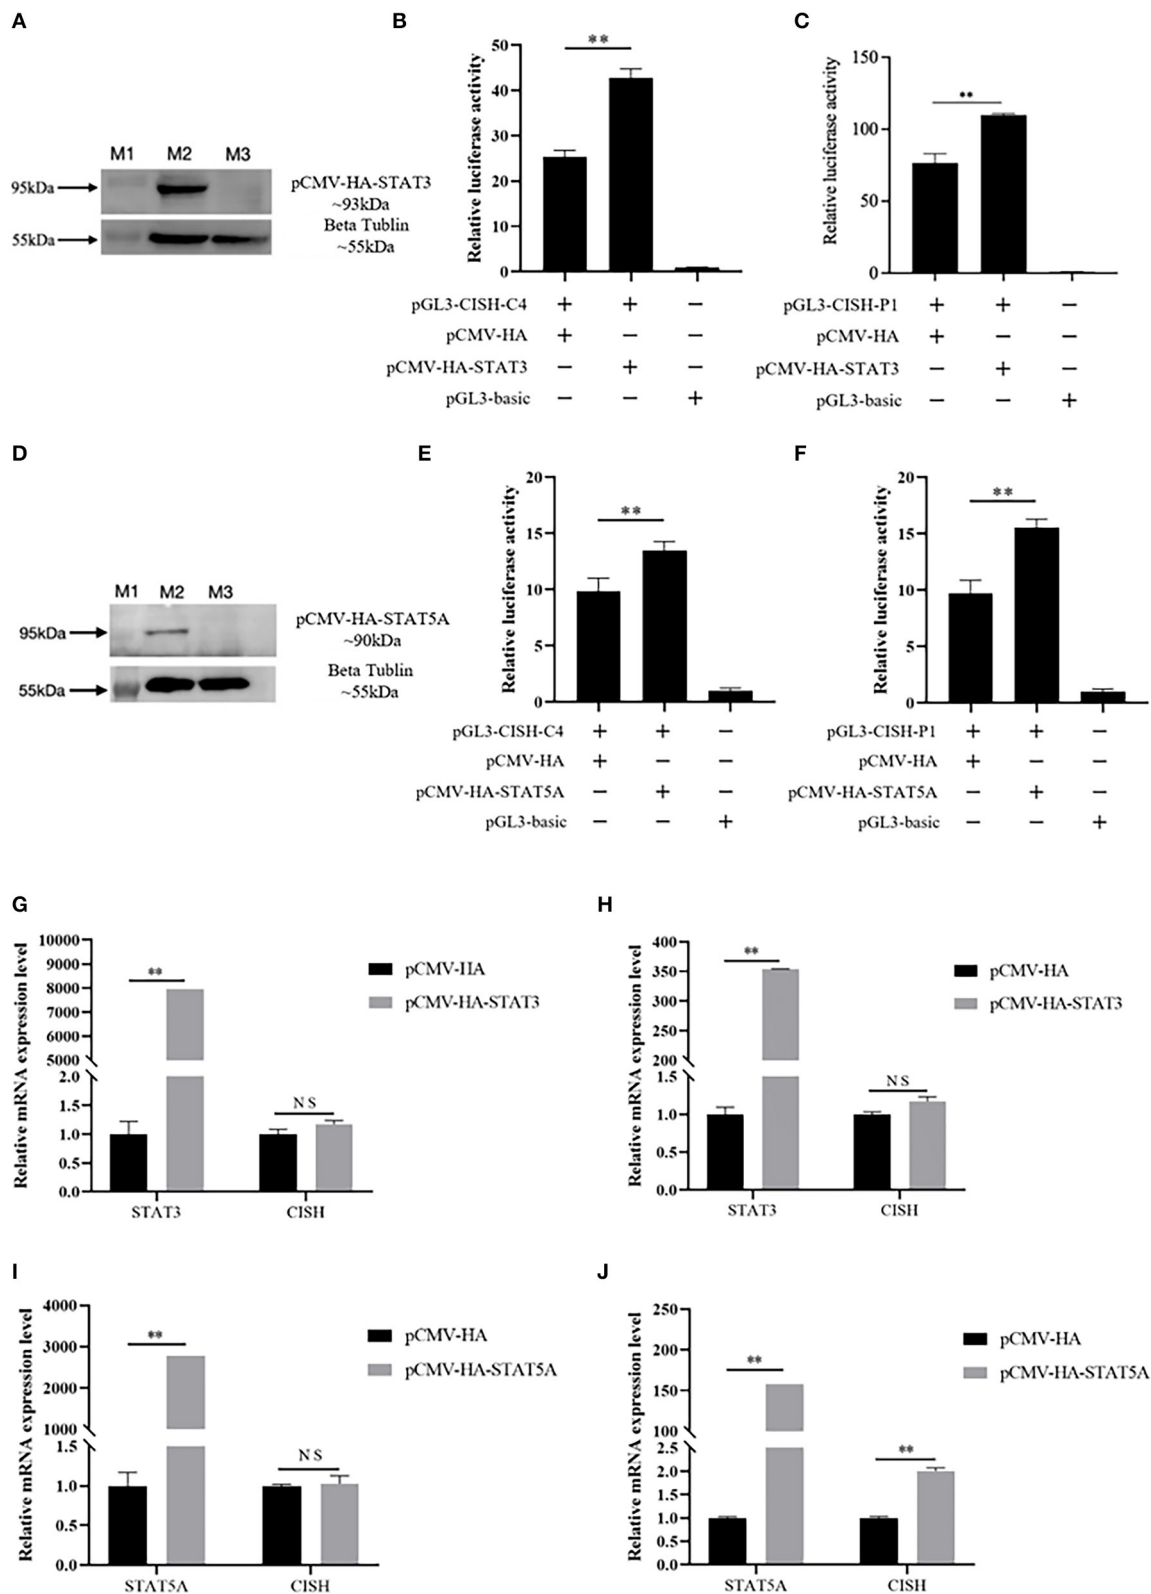 A
M1 M2 M3
95kDa
pCMV-HA-STAT3
~93kDa
55kDa
Beta Tublin
~55kDa
B
Relative luciferase activity
50
40
30
20
10
0
**
pGL3-CISH-C4 + + −
pCMV-HA + − −
pCMV-HA-STAT3 − + −
pGL3-basic − − +
C
Relative luciferase activity
150
100
50
0
**
pGL3-CISH-P1 + + −
pCMV-HA + − −
pCMV-HA-STAT3 − + −
pGL3-basic − − +
D
M1 M2 M3
95kDa
pCMV-HA-STAT5A
~90kDa
55kDa
Beta Tublin
~55kDa
E
Relative luciferase activity
20
15
10
5
0
**
pGL3-CISH-C4 + + −
pCMV-HA + − −
pCMV-HA-STAT5A − + −
pGL3-basic − − +
F
Relative luciferase activity
20
15
10
5
0
**
pGL3-CISH-P1 + + −
pCMV-HA + − −
pCMV-HA-STAT5A − + −
pGL3-basic − − +
G
Relative mRNA expression level
10000
9000
8000
7000
6000
5000
2.0
1.5
1.0
0.5
0.0
**
NS
STAT3 CISH
pCMV-HA
pCMV-HA-STAT3
H
Relative mRNA expression level
400
350
300
250
200
1.5
1.0
0.5
0.0
**
NS
STAT3 CISH
pCMV-HA
pCMV-HA-STAT3
I
Relative mRNA expression level
4000
3000
2000
1000
1.5
1.0
0.5
0.0
**
NS
STAT5A CISH
pCMV-HA
pCMV-HA-STAT5A
J
Relative mRNA expression level
250
200
150
100
2.5
2.0
1.5
1.0
0.5
0.0
**
**
STAT5A CISH
pCMV-HA
pCMV-HA-STAT5A